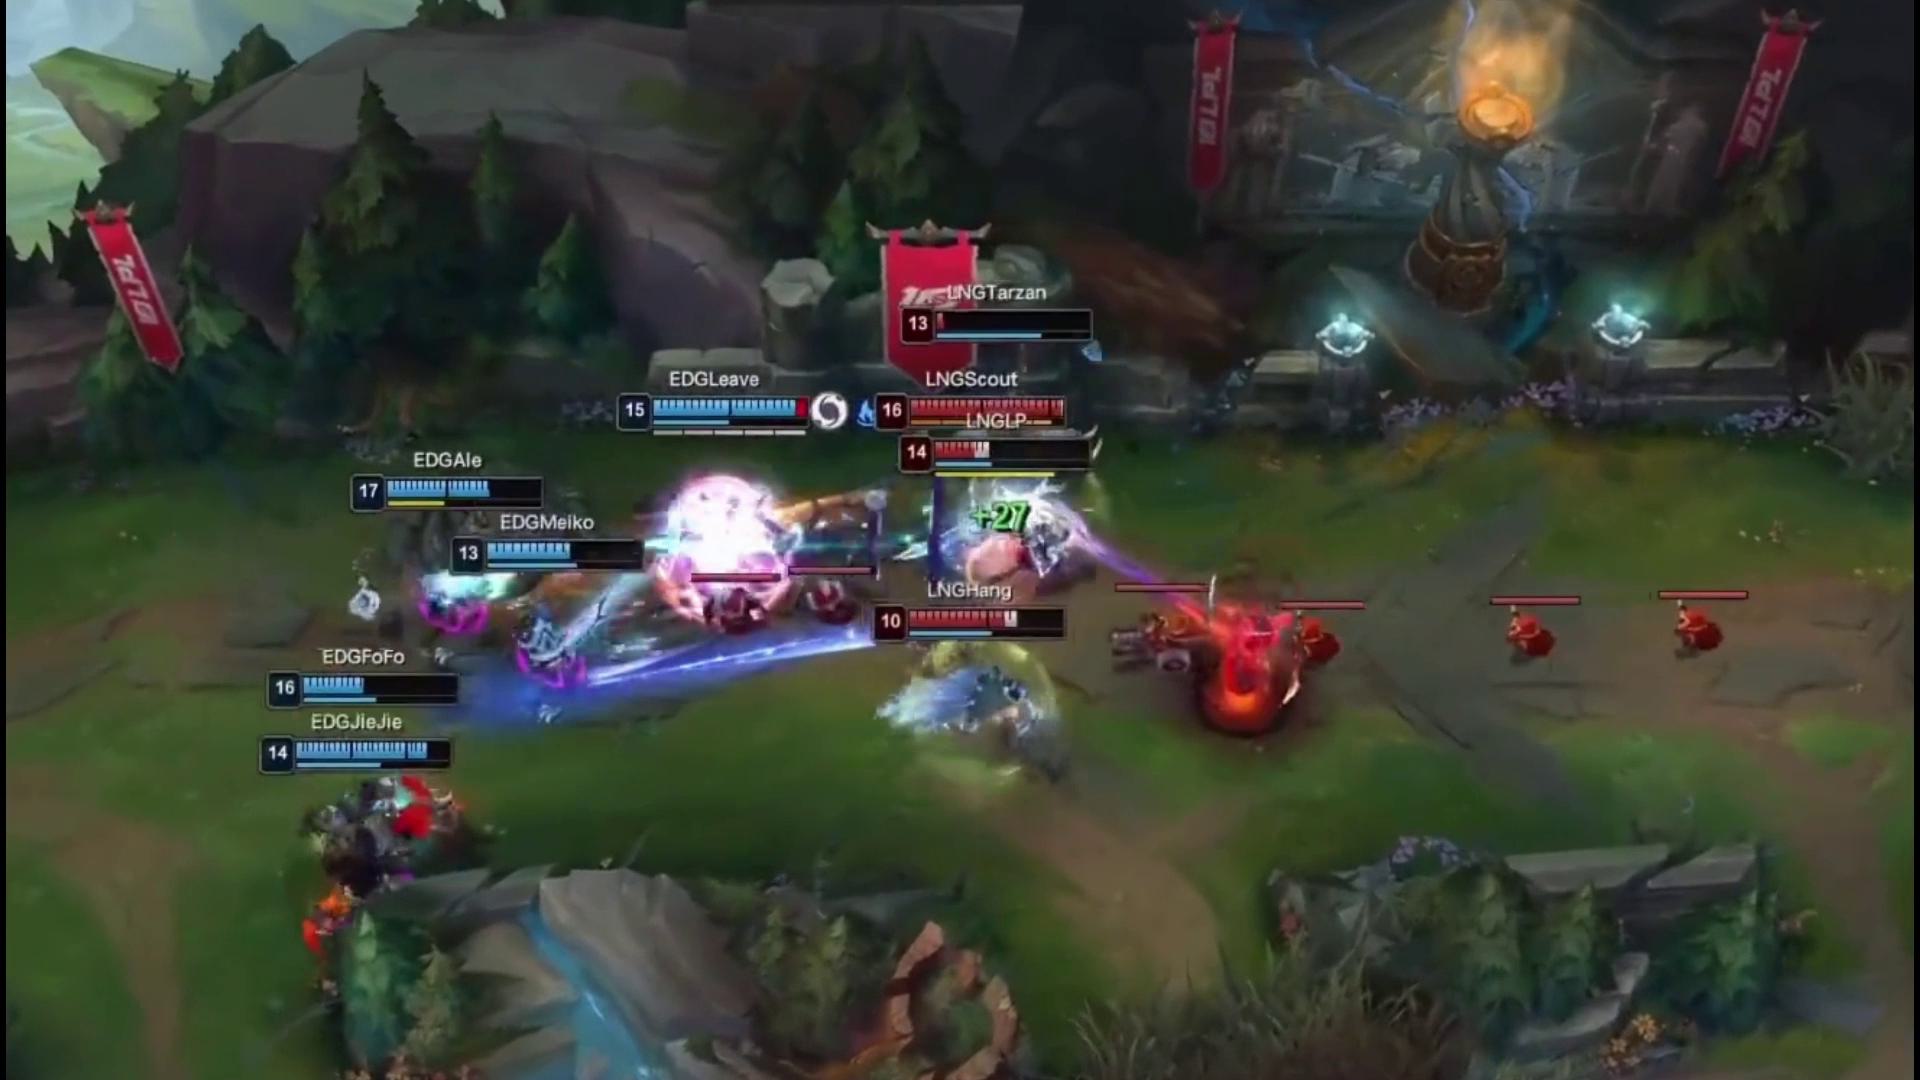 LPL
LPL
LPL
LNGTarzan
13
EDGLeave
LNGScout
15
16
LNGLP
14
EDGAle
17
EDGMeiko
13
+27
LNGHang
10
EDGFoFo
16
EDGJieJie
14